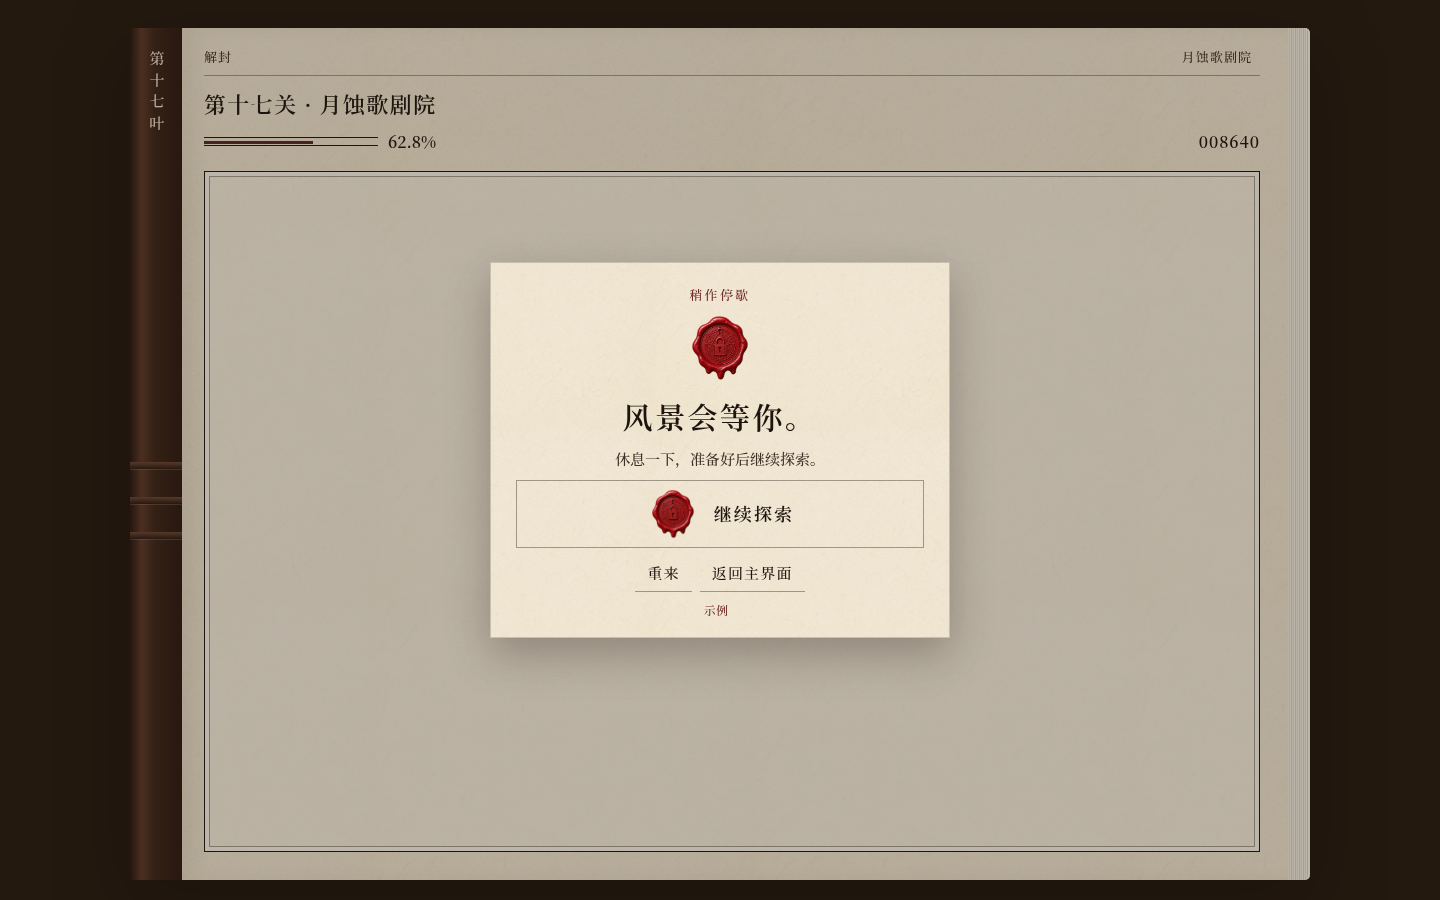 第十七叶
解封
月蚀歌剧院
第十七关 · 月蚀歌剧院
62.8%
008640
稍作停歇
风景会等你。
休息一下，准备好后继续探索。
继续探索
重来
返回主界面
示例